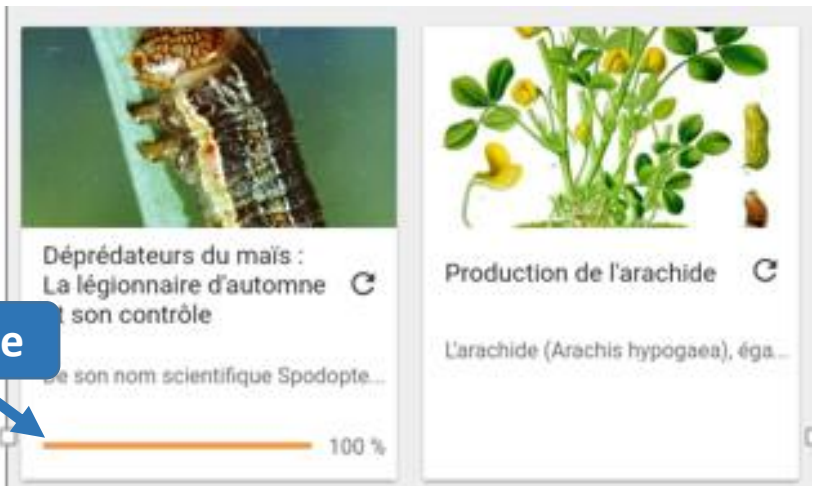 Déprédateurs du maïs :
La légionnaire d'automne
son contrôle
e
De son nom scientifique Spodopte...
100 %
Production de l'arachide
L'arachide (Arachis hypogaea), éga...